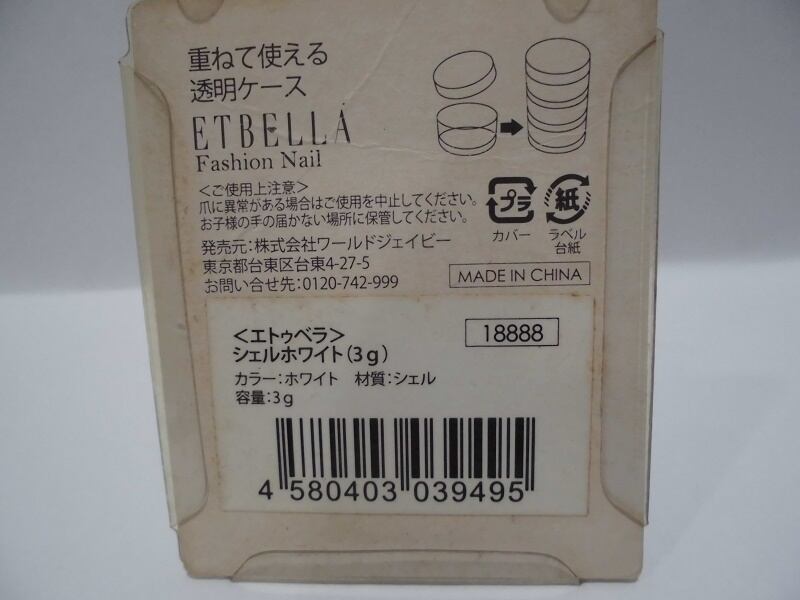 重ねて使える
透明ケース
ETBELLA
Fashion Nail
＜ご使用上注意＞
爪に異常がある場合はご使用を中止してください。
お子様の手の届かない場所に保管してください。
プラ
カバー
紙
ラベル
台紙
発売元：株式会社ワールドジェイビー
東京都台東区台東4-27-5
お問い合せ先：0120-742-999
MADE IN CHINA
＜エトゥベラ＞
18888
シェルホワイト（3ｇ）
カラー：ホワイト　材質：シェル
容量：3ｇ
4 580403 039495